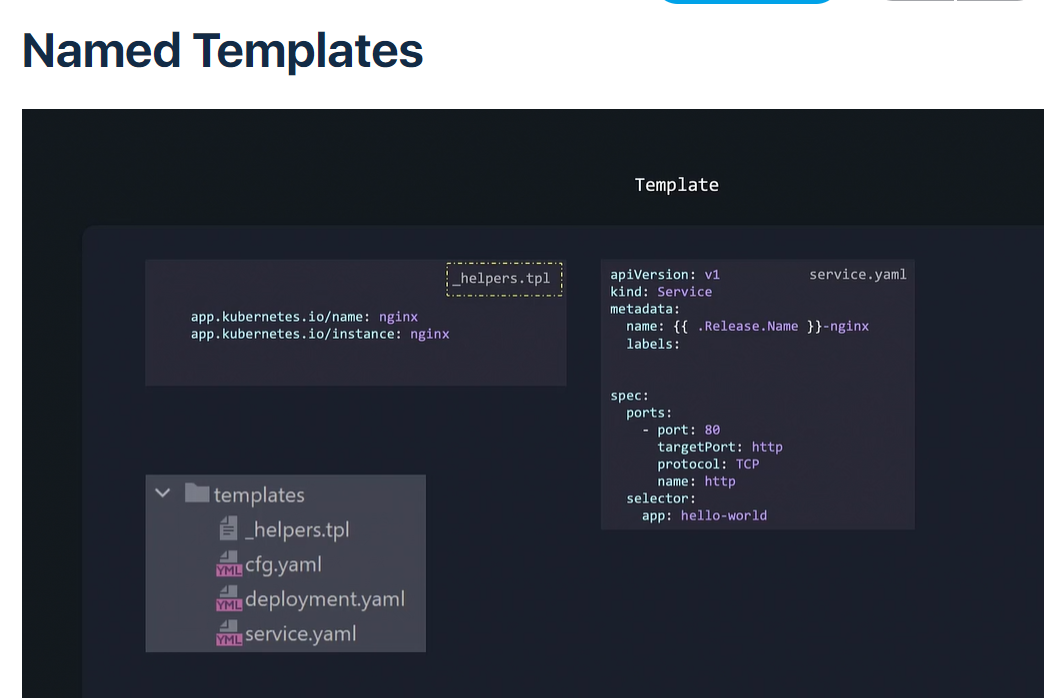 Named Templates
Template
_helpers.tpl
app.kubernetes.io/name: nginx
app.kubernetes.io/instance: nginx
service.yaml
apiVersion: v1
kind: Service
metadata:
  name: {{ .Release.Name }}-nginx
  labels:
spec:
  ports:
    - port: 80
      targetPort: http
      protocol: TCP
      name: http
  selector:
    app: hello-world
templates
_helpers.tpl
YML cfg.yaml
YML deployment.yaml
YML service.yaml